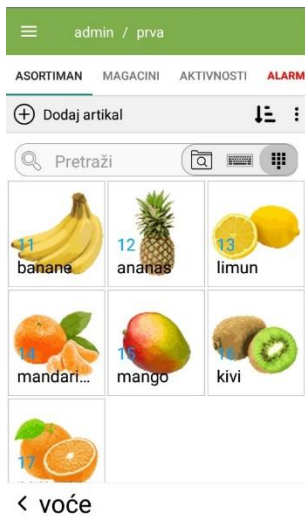 admin / prva
ASORTIMAN MAGACINI AKTIVNOSTI ALARM
Dodaj artikal
Pretraži
11
banane
12
ananas
13
limun
14
mandari...
15
mango
16
kivi
17
< voće